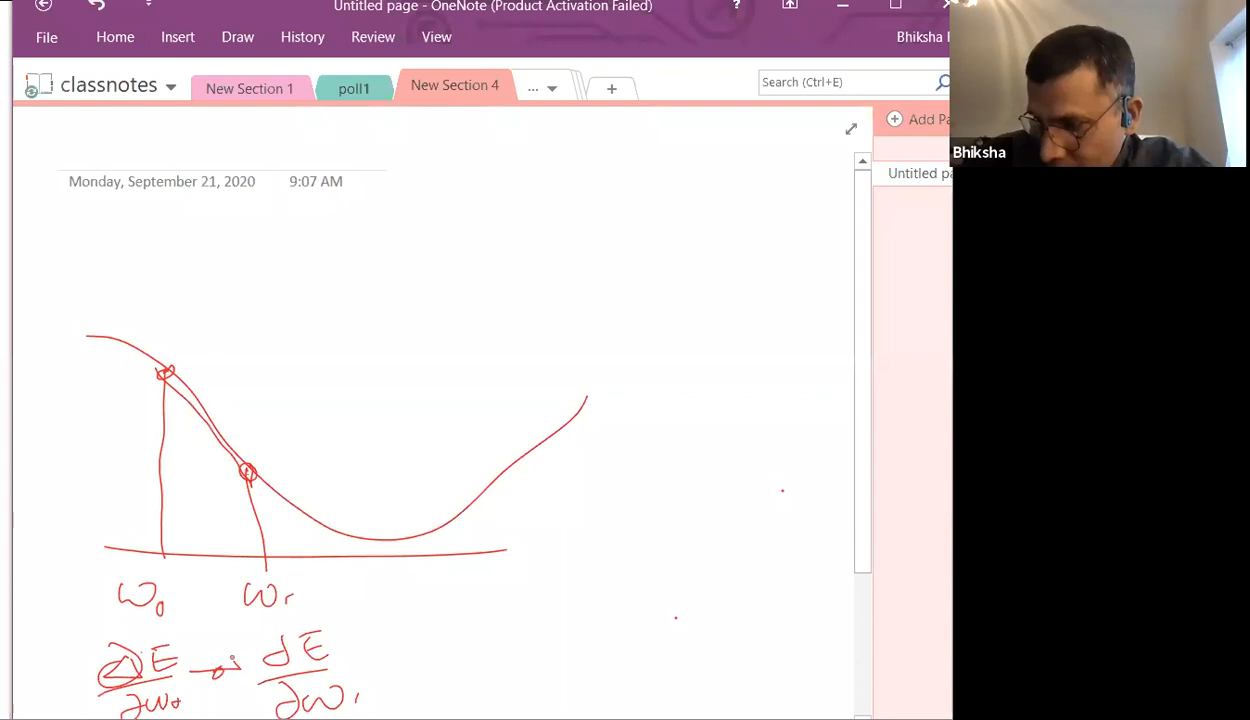 Untitled page - OneNote (Product Activation Failed) ?
File Home Insert Draw History Review View Bhiksha
classnotes New Section 1 poll1 New Section 4 ... + Search (Ctrl+E)
Add Pa
Bhiksha
Untitled pa
Monday, September 21, 2020 9:07 AM
W₀ W₁
E → dE
∂W₀ ∂W₁